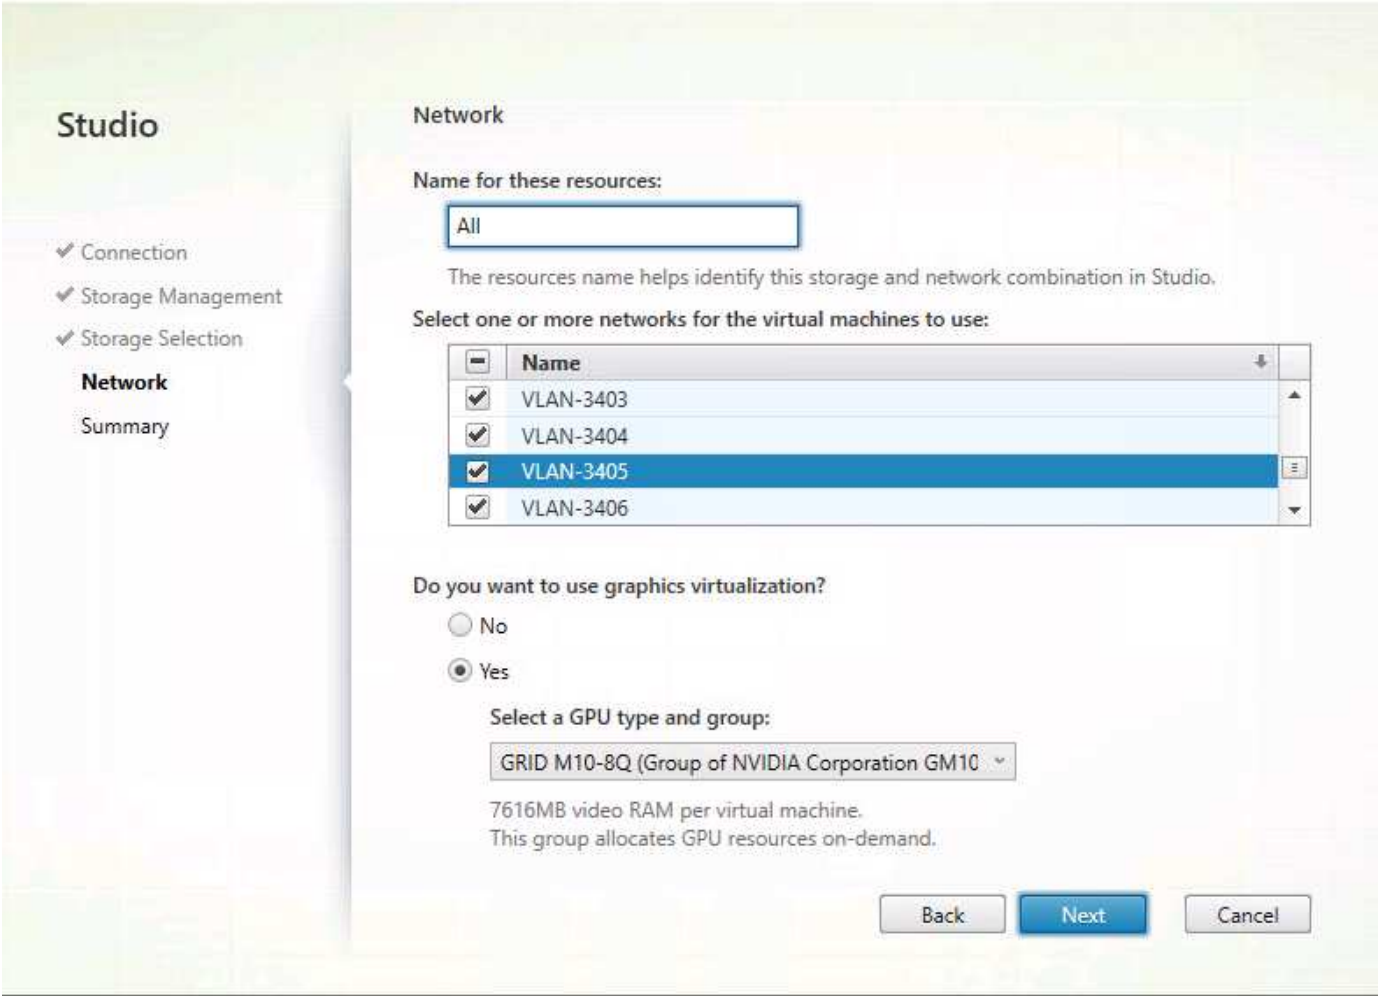 Studio
Connection
Storage Management
Storage Selection
Network
Summary
Network
Name for these resources:
All
The resources name helps identify this storage and network combination in Studio.
Select one or more networks for the virtual machines to use:
Name
VLAN-3403
VLAN-3404
VLAN-3405
VLAN-3406
Do you want to use graphics virtualization?
No
Yes
Select a GPU type and group:
GRID M10-8Q (Group of NVIDIA Corporation GM10
7616MB video RAM per virtual machine.
This group allocates GPU resources on-demand.
Back Next Cancel